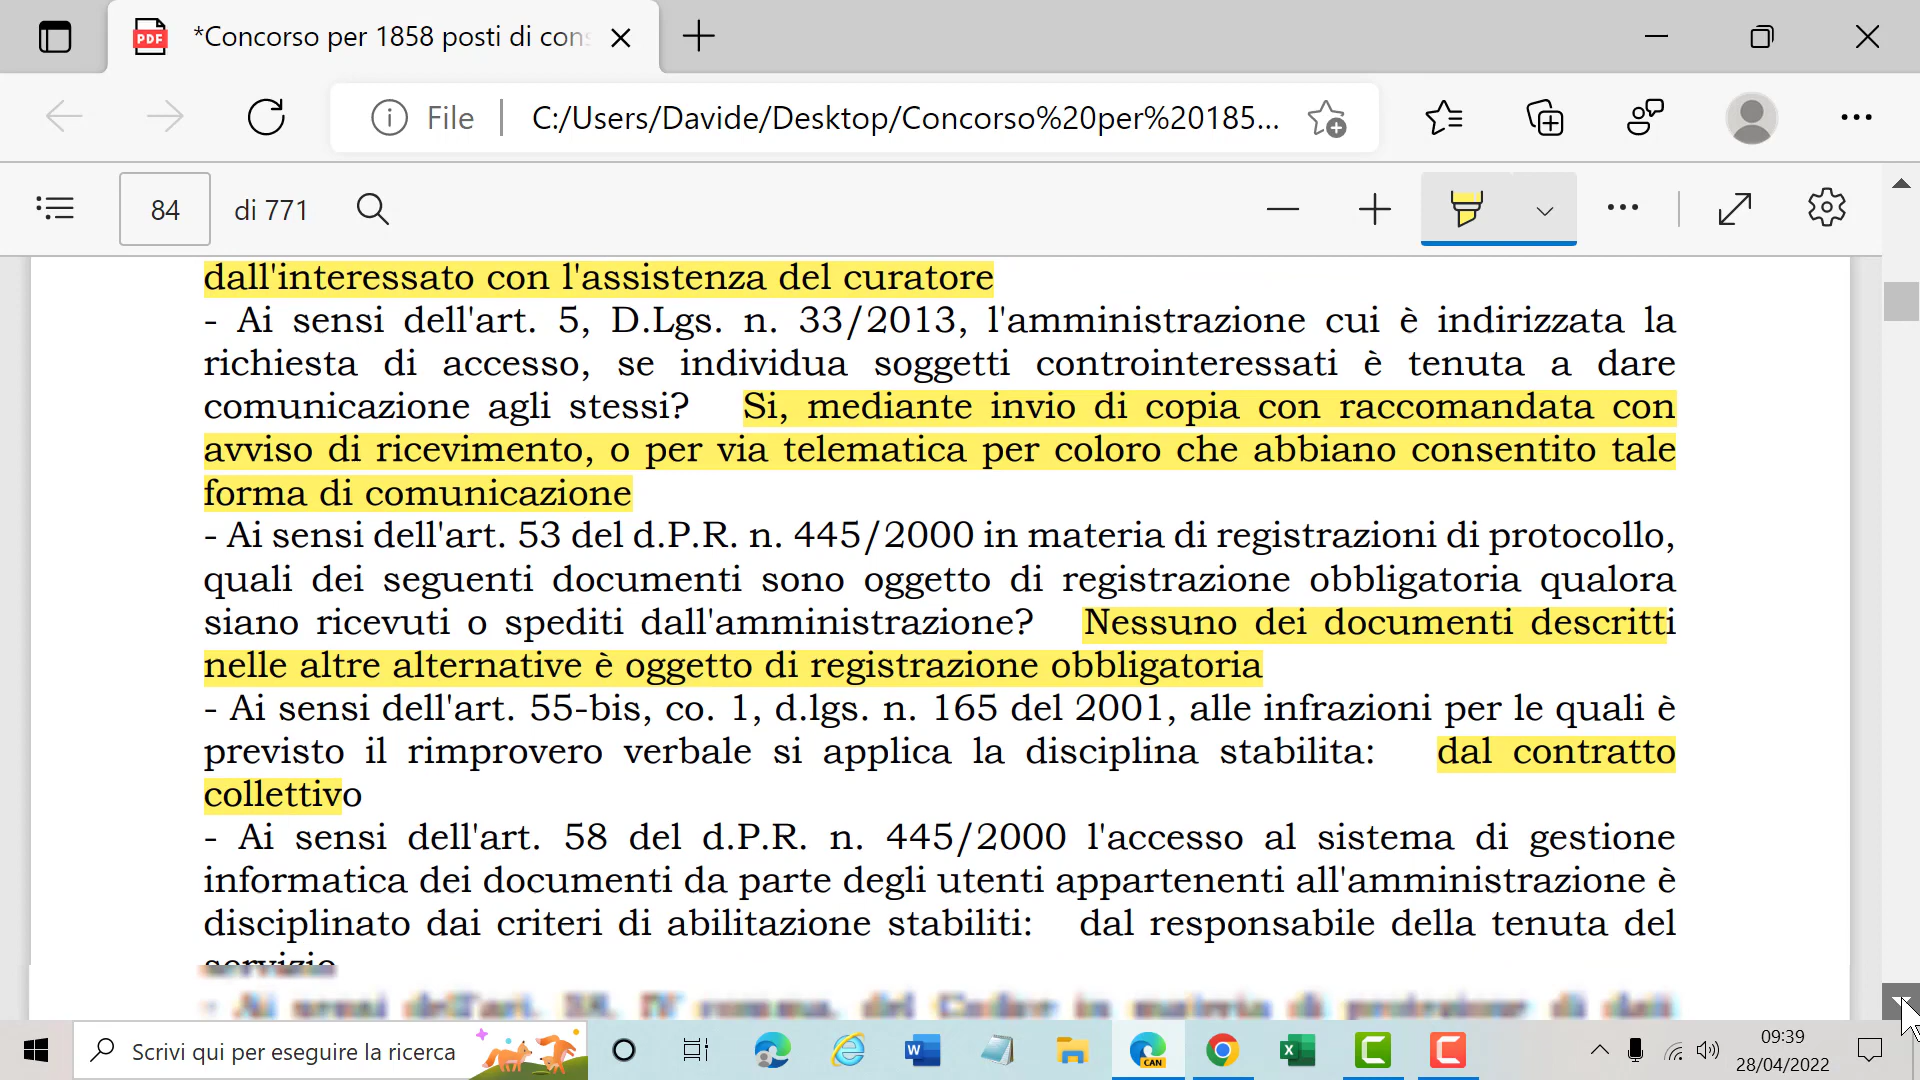 *Concorso per 1858 posti di con
File
C:/Users/Davide/Desktop/Concorso%20per%20185...
84
di 771
dall'interessato con l'assistenza del curatore
- Ai sensi dell'art. 5, D.Lgs. n. 33/2013, l'amministrazione cui è indirizzata la
richiesta di accesso, se individua soggetti controinteressati è tenuta a dare
comunicazione agli stessi? Si, mediante invio di copia con raccomandata con
avviso di ricevimento, o per via telematica per coloro che abbiano consentito tale
forma di comunicazione
- Ai sensi dell'art. 53 del d.P.R. n. 445/2000 in materia di registrazioni di protocollo,
quali dei seguenti documenti sono oggetto di registrazione obbligatoria qualora
siano ricevuti o spediti dall'amministrazione? Nessuno dei documenti descritti
nelle altre alternative è oggetto di registrazione obbligatoria
- Ai sensi dell'art. 55-bis, co. 1, d.lgs. n. 165 del 2001, alle infrazioni per le quali è
previsto il rimprovero verbale si applica la disciplina stabilita: dal contratto
collettivo
- Ai sensi dell'art. 58 del d.P.R. n. 445/2000 l'accesso al sistema di gestione
informatica dei documenti da parte degli utenti appartenenti all'amministrazione è
disciplinato dai criteri di abilitazione stabiliti: dal responsabile della tenuta del
servizio
Scrivi qui per eseguire la ricerca
CAN
09:39
28/04/2022